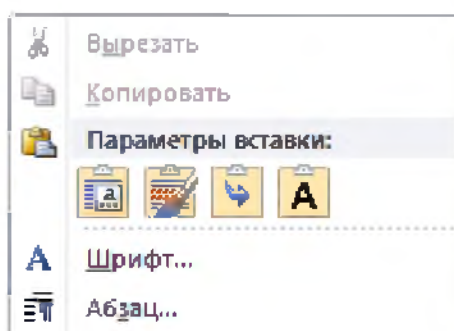 Вырезать
Копировать
Параметры вставки:
Шрифт...
Абзац...